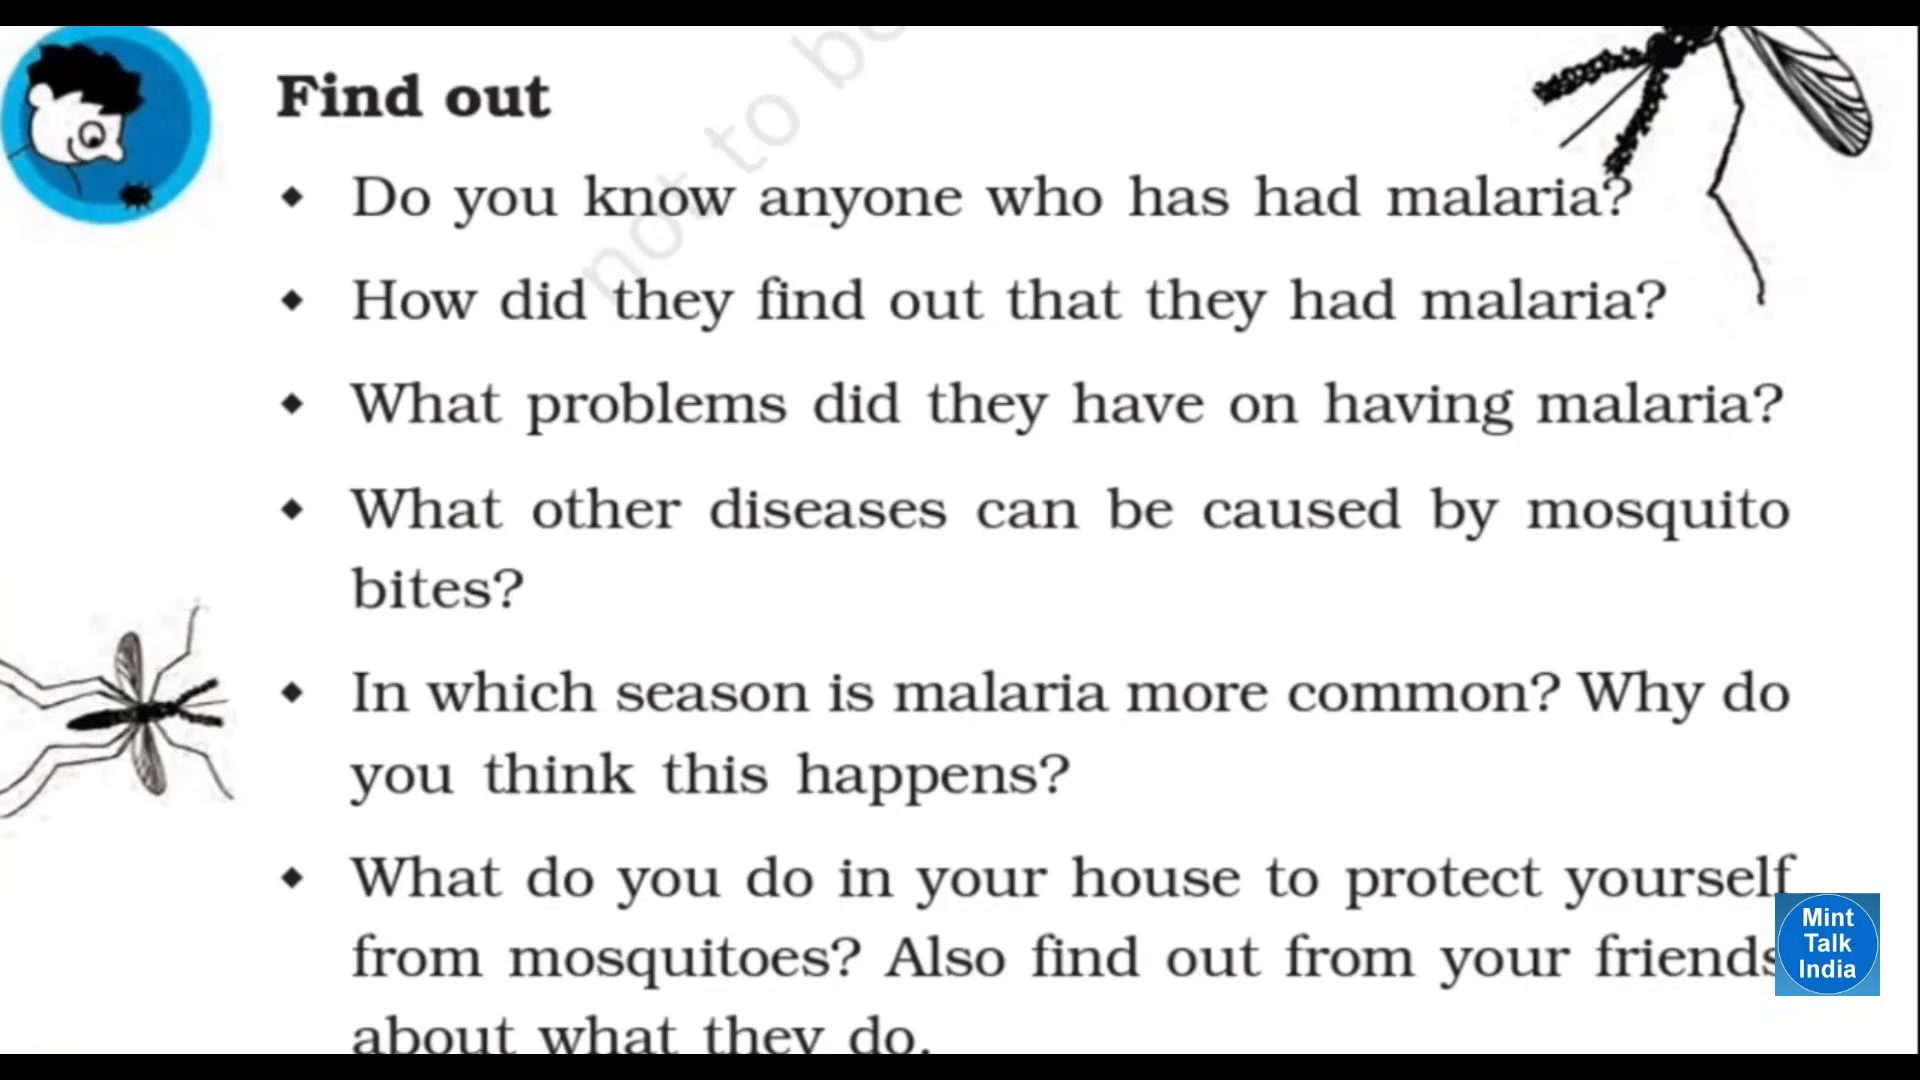 Find out
not to be
◆ Do you know anyone who has had malaria?
◆ How did they find out that they had malaria?
◆ What problems did they have on having malaria?
◆ What other diseases can be caused by mosquito
bites?
◆ In which season is malaria more common? Why do
you think this happens?
◆ What do you do in your house to protect yourself
from mosquitoes? Also find out from your friends
about what they do.
Mint
Talk
India